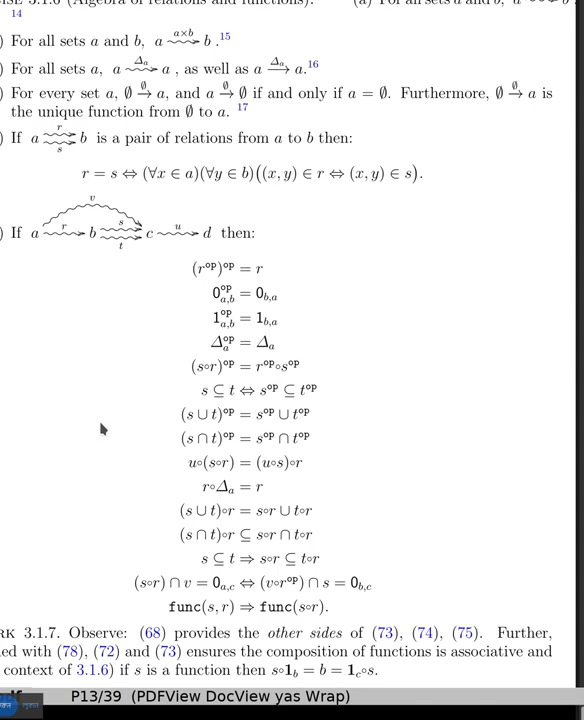 ISE 3.1.6 (Algebra of relations and functions). (a) For all sets a and b,
14
) For all sets a and b, a ⇝(a×b) b .15
) For all sets a, a ⇝(Δₐ) a , as well as a →(Δₐ) a.16
) For every set a, ∅ →(∅) a, and a →(∅) ∅ if and only if a = ∅. Furthermore, ∅ →(∅) a is
the unique function from ∅ to a. 17
) If a ⇝(r, s) b is a pair of relations from a to b then:
r = s ⇔ (∀x ∈ a)(∀y ∈ b)((x, y) ∈ r ⇔ (x, y) ∈ s).
v
) If a ⇝(r) b ⇝(s, t) c ⇝(u) d then:
(r^op)^op = r
0^op_{a,b} = 0_{b,a}
1^op_{a,b} = 1_{b,a}
Δ^op_a = Δ_a
(s∘r)^op = r^op∘s^op
s ⊆ t ⇔ s^op ⊆ t^op
(s ∪ t)^op = s^op ∪ t^op
(s ∩ t)^op = s^op ∩ t^op
u∘(s∘r) = (u∘s)∘r
r∘Δ_a = r
(s ∪ t)∘r = s∘r ∪ t∘r
(s ∩ t)∘r ⊆ s∘r ∩ t∘r
s ⊆ t ⇒ s∘r ⊆ t∘r
(s∘r) ∩ v = 0_{a,c} ⇔ (v∘r^op) ∩ s = 0_{b,c}
func(s, r) ⇒ func(s∘r).
RK 3.1.7. Observe: (68) provides the other sides of (73), (74), (75). Further,
ed with (78), (72) and (73) ensures the composition of functions is associative and
context of 3.1.6) if s is a function then s∘1_b = b = 1_c∘s.
P13/39 (PDFView DocView yas Wrap)